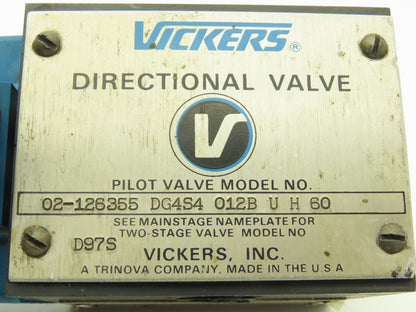 VICKERS®
DIRECTIONAL VALVE
V
PILOT VALVE MODEL NO.
02-126355 DG4S4 012B U H 60
SEE MAINSTAGE NAMEPLATE FOR
TWO-STAGE VALVE MODEL NO
D97S
VICKERS, INC.
A TRINOVA COMPANY, MADE IN THE U.S.A